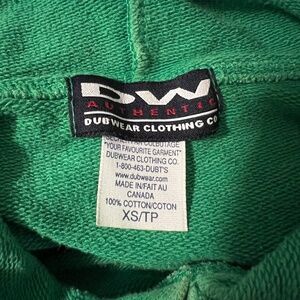 DW
AUTHENTIC
DUBWEAR CLOTHING CO
"YOUR FAVOURITE GARMENT"
DUBWEAR CLOTHING CO.
1-800-463-DUBT'S
www.dubwear.com
MADE IN/FAIT AU
CANADA
100% COTTON/COTON
XS/TP